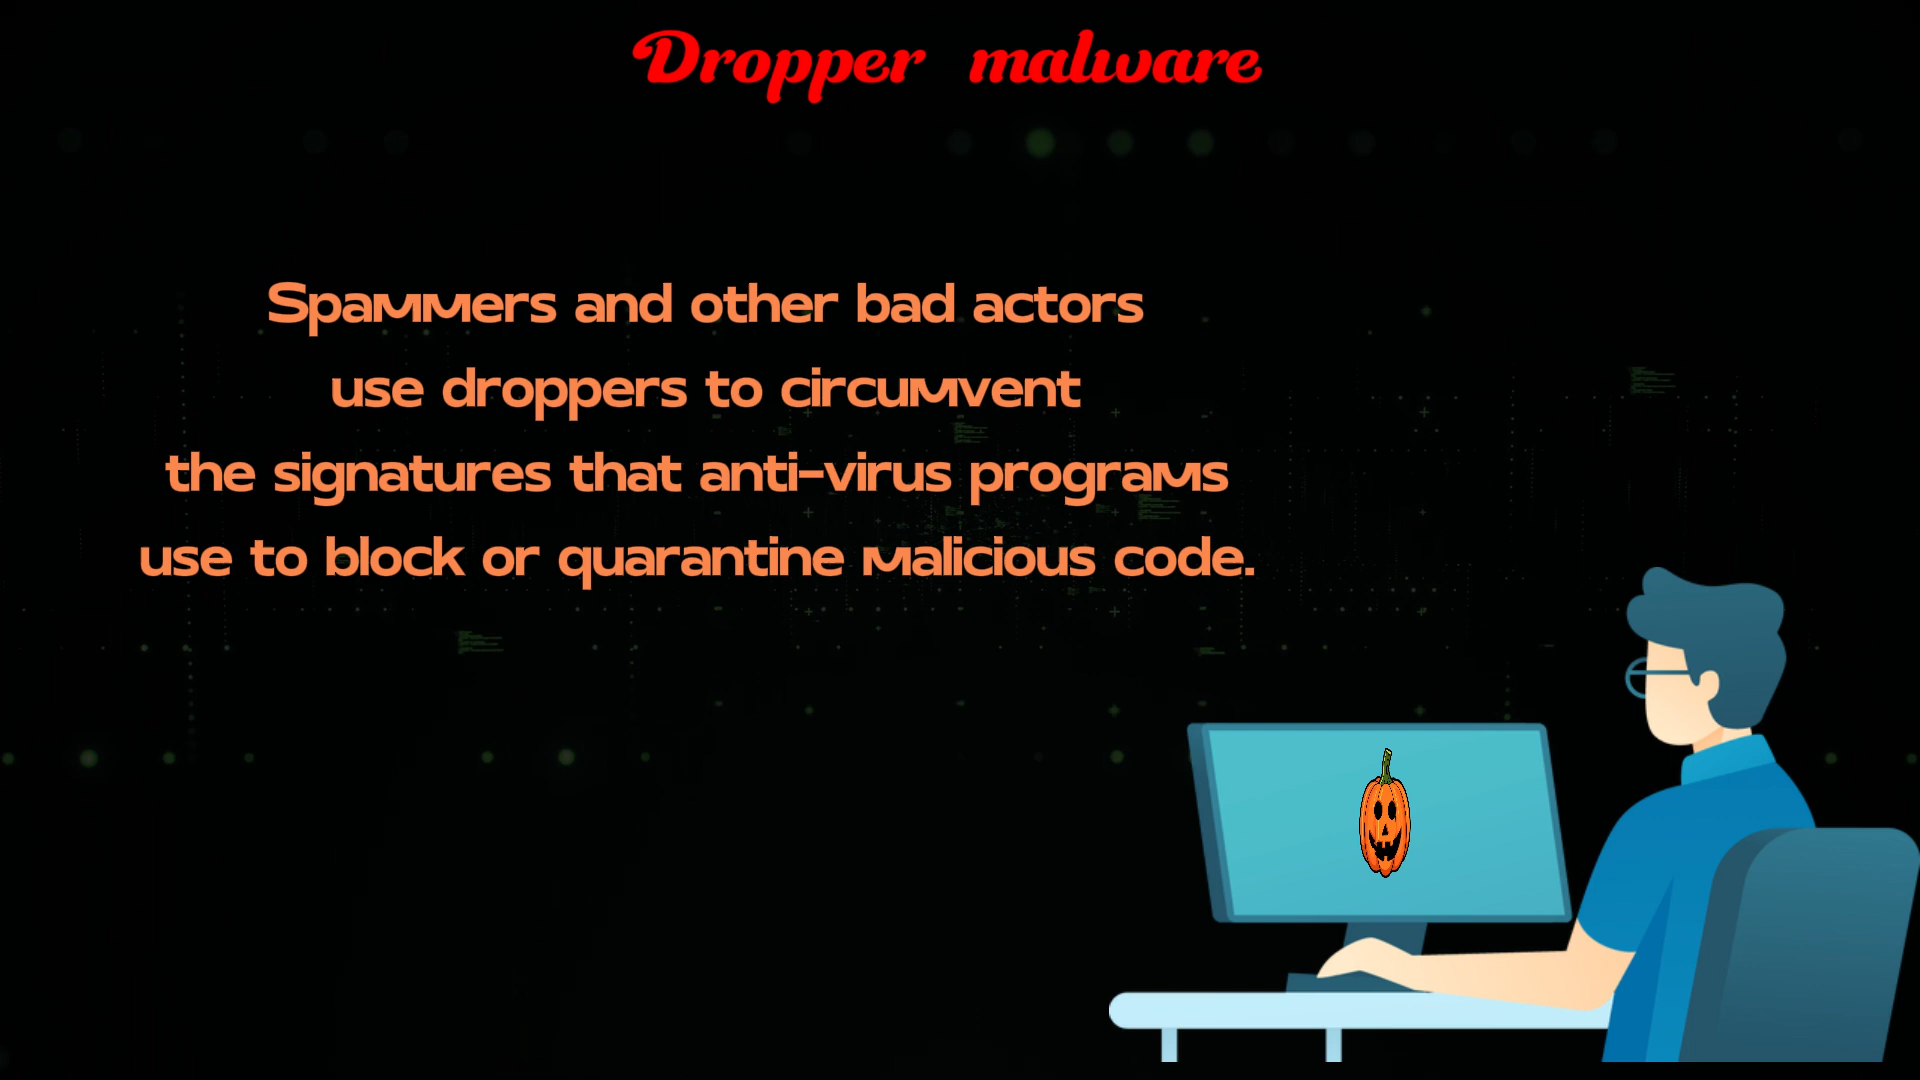 Dropper malware
Spammers and other bad actors
use droppers to circumvent
the signatures that anti-virus programs
use to block or quarantine malicious code.